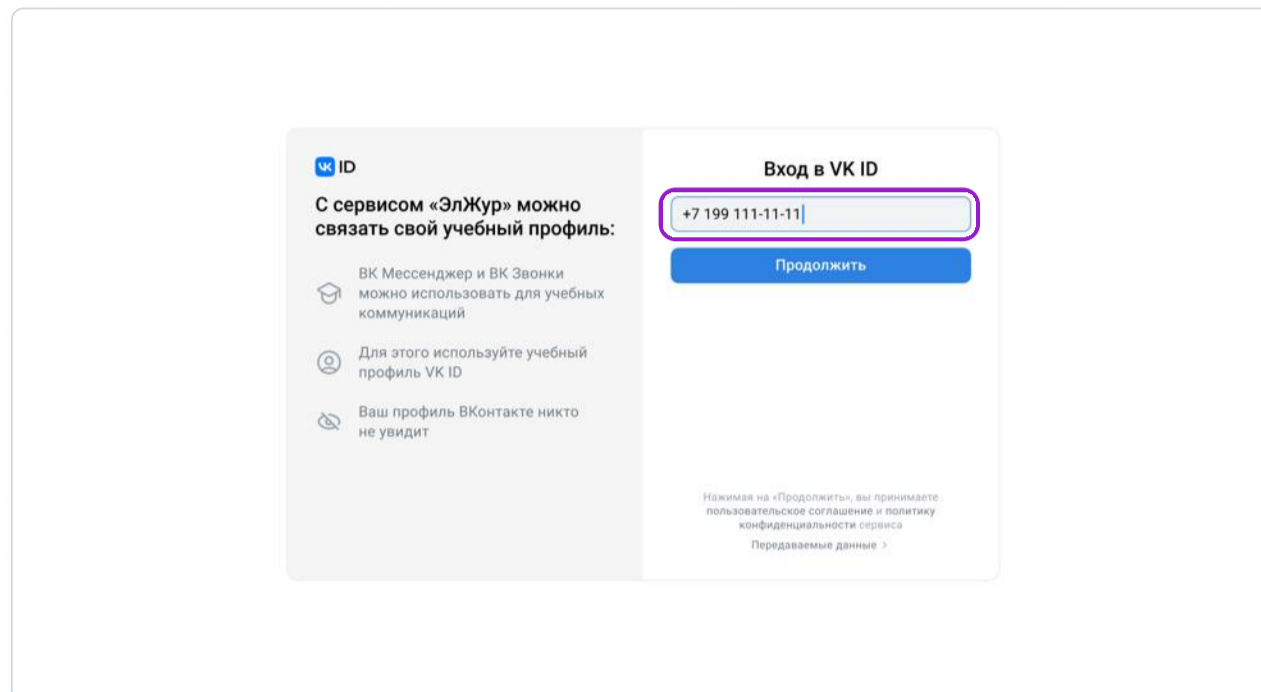 VK ID
С сервисом «ЭлЖур» можно
связать свой учебный профиль:
ВК Мессенджер и ВК Звонки
можно использовать для учебных
коммуникаций
Для этого используйте учебный
профиль VK ID
Ваш профиль ВКонтакте никто
не увидит
Вход в VK ID
+7 199 111-11-11
Продолжить
Нажимая на «Продолжить», вы принимаете
пользовательское соглашение и политику
конфиденциальности сервиса
Передаваемые данные >